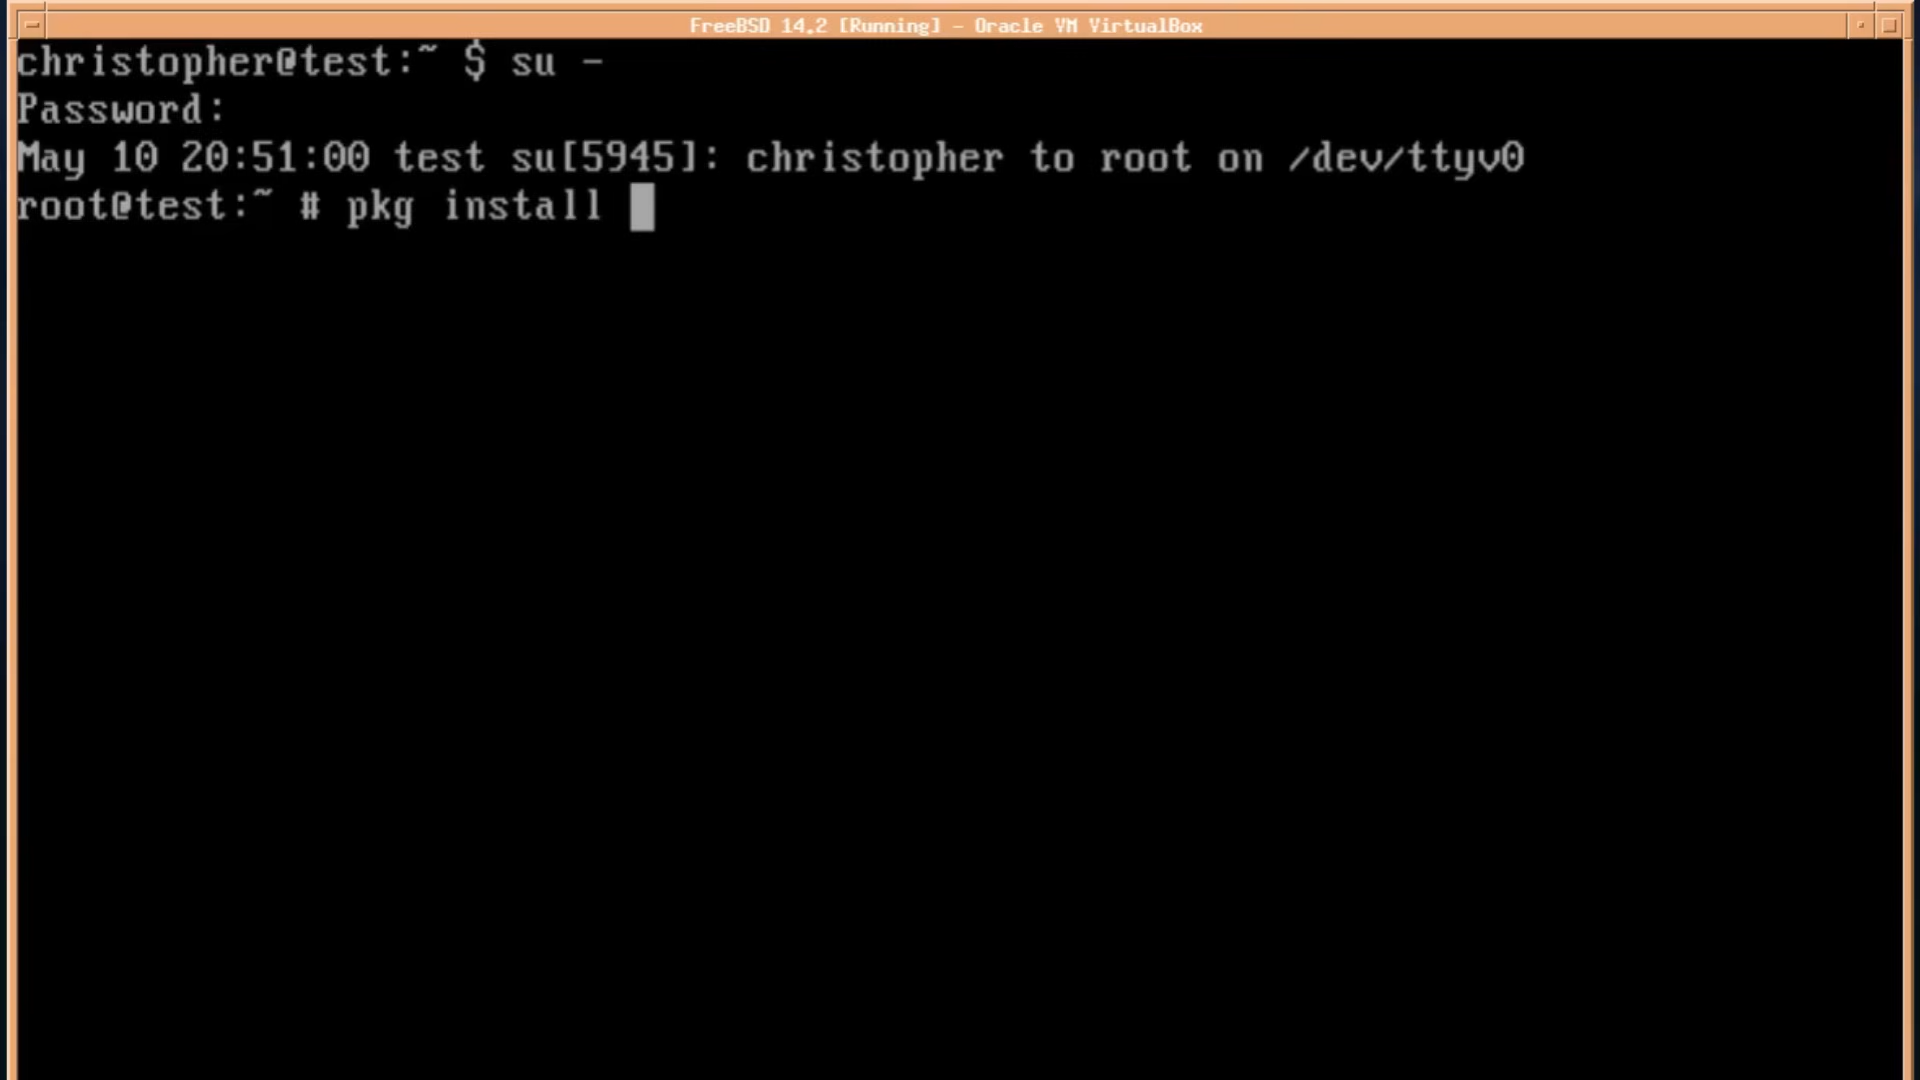 FreeBSD 14.2 [Running] - Oracle VM VirtualBox
christopher@test:~ $ su -
Password:
May 10 20:51:00 test su[5945]: christopher to root on /dev/ttyv0
root@test:~ # pkg install